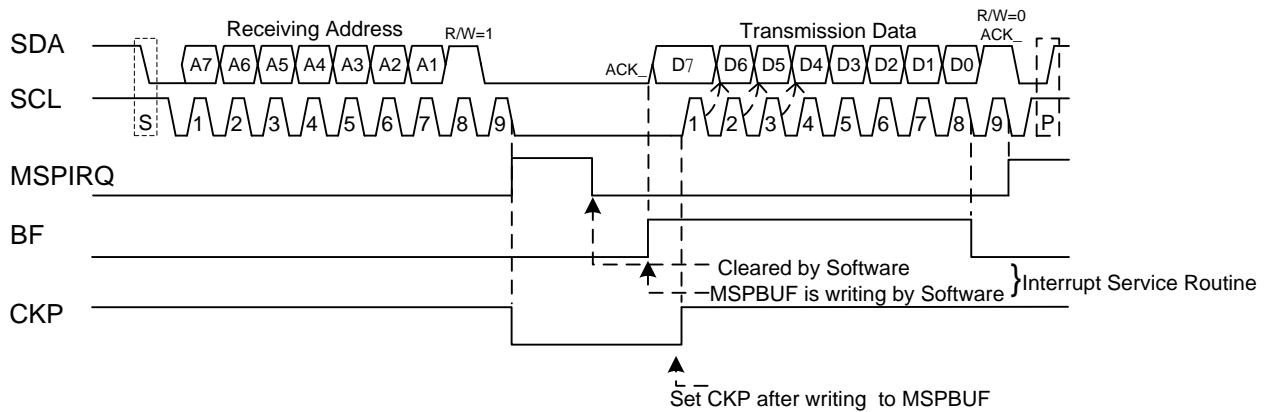 Receiving Address
R/W=1
Transmission Data
R/W=0
ACK_
SDA
A7 A6 A5 A4 A3 A2 A1
ACK_
D7 D6 D5 D4 D3 D2 D1 D0
SCL
S 1 2 3 4 5 6 7 8 9 1 2 3 4 5 6 7 8 9 P
MSPIRQ
BF
Cleared by Software
MSPBUF is writing by Software
} Interrupt Service Routine
CKP
Set CKP after writing to MSPBUF